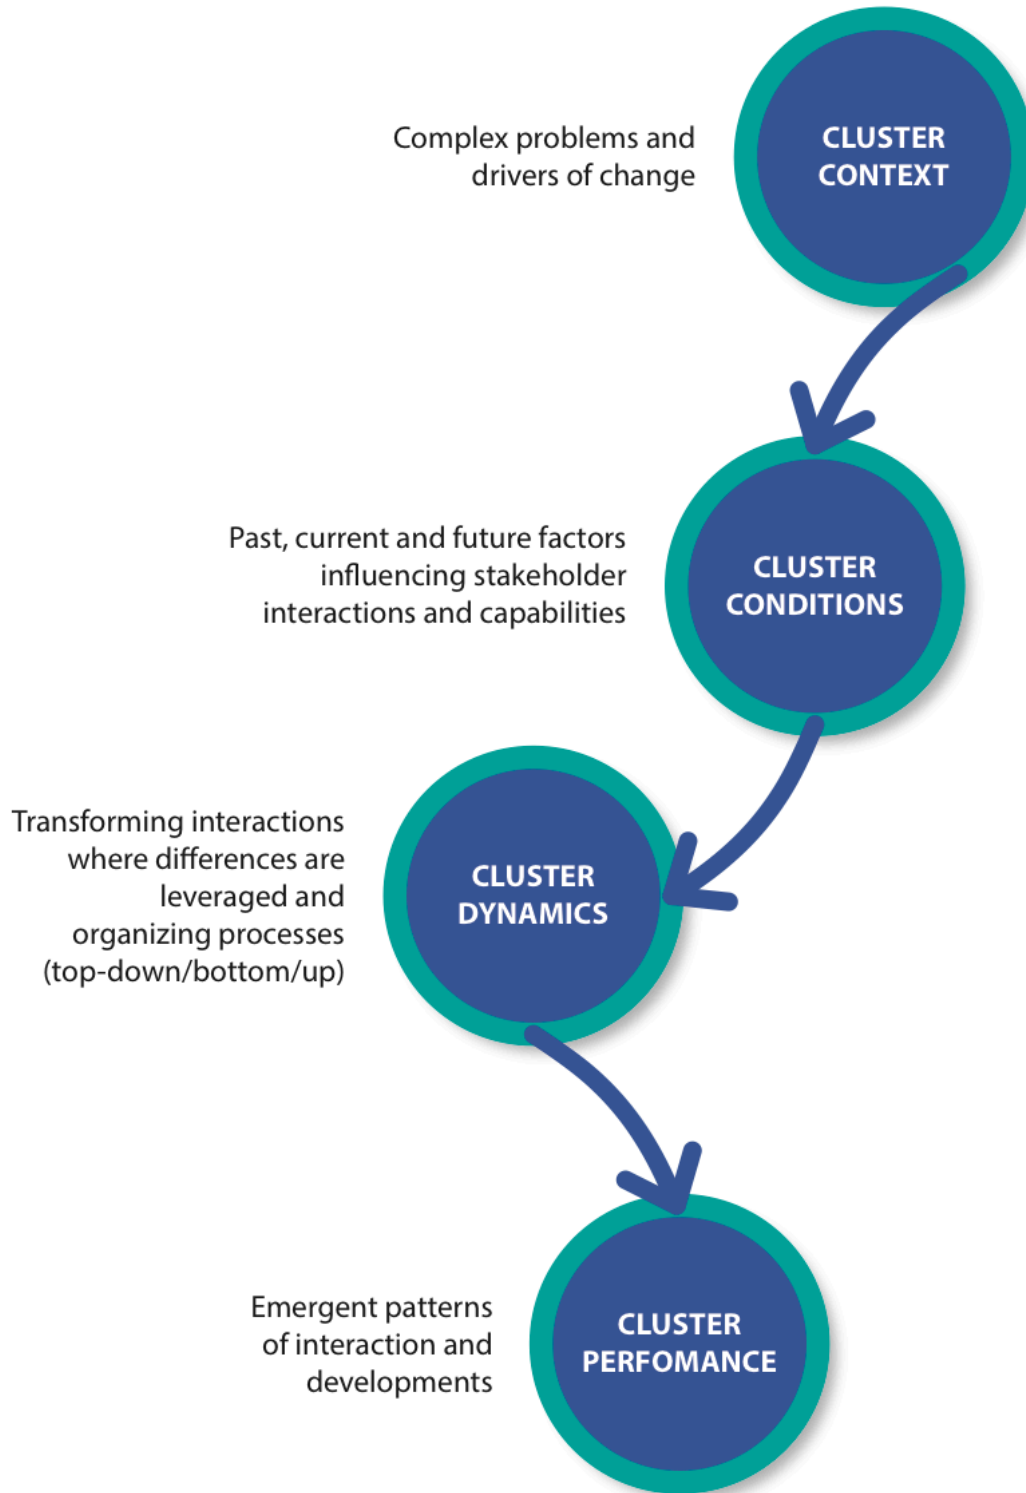 Complex problems and
drivers of change
CLUSTER
CONTEXT
Past, current and future factors
influencing stakeholder
interactions and capabilities
CLUSTER
CONDITIONS
Transforming interactions
where differences are
leveraged and
organizing processes
(top-down/bottom/up)
CLUSTER
DYNAMICS
Emergent patterns
of interaction and
developments
CLUSTER
PERFOMANCE